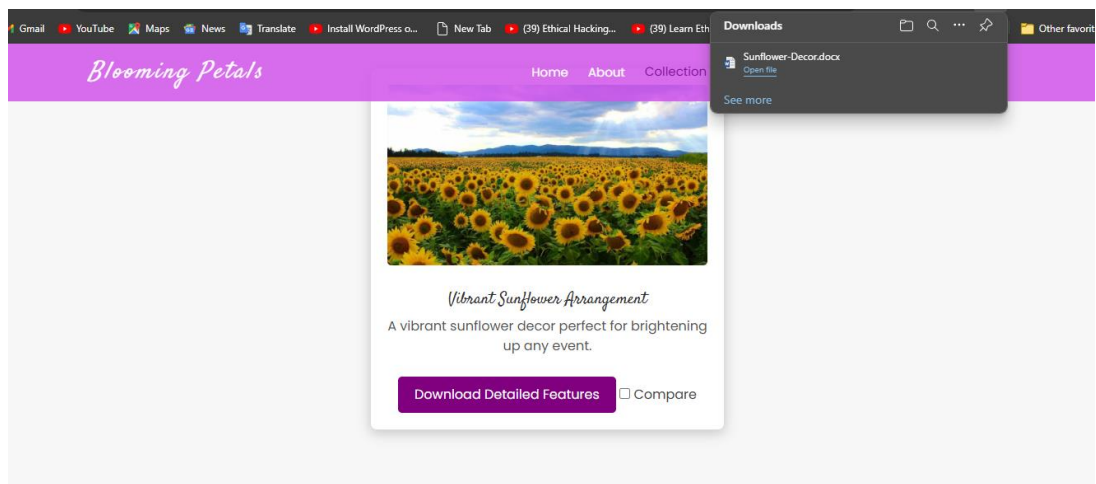 Gmail YouTube Maps News Translate Install WordPress o... New Tab (39) Ethical Hacking... (39) Learn Eth Other favorit
Downloads
Sunflower-Decor.docx
Open file
See more
Blooming Petals Home About Collection
Vibrant Sunflower Arrangement
A vibrant sunflower decor perfect for brightening
up any event.
Download Detailed Features Compare